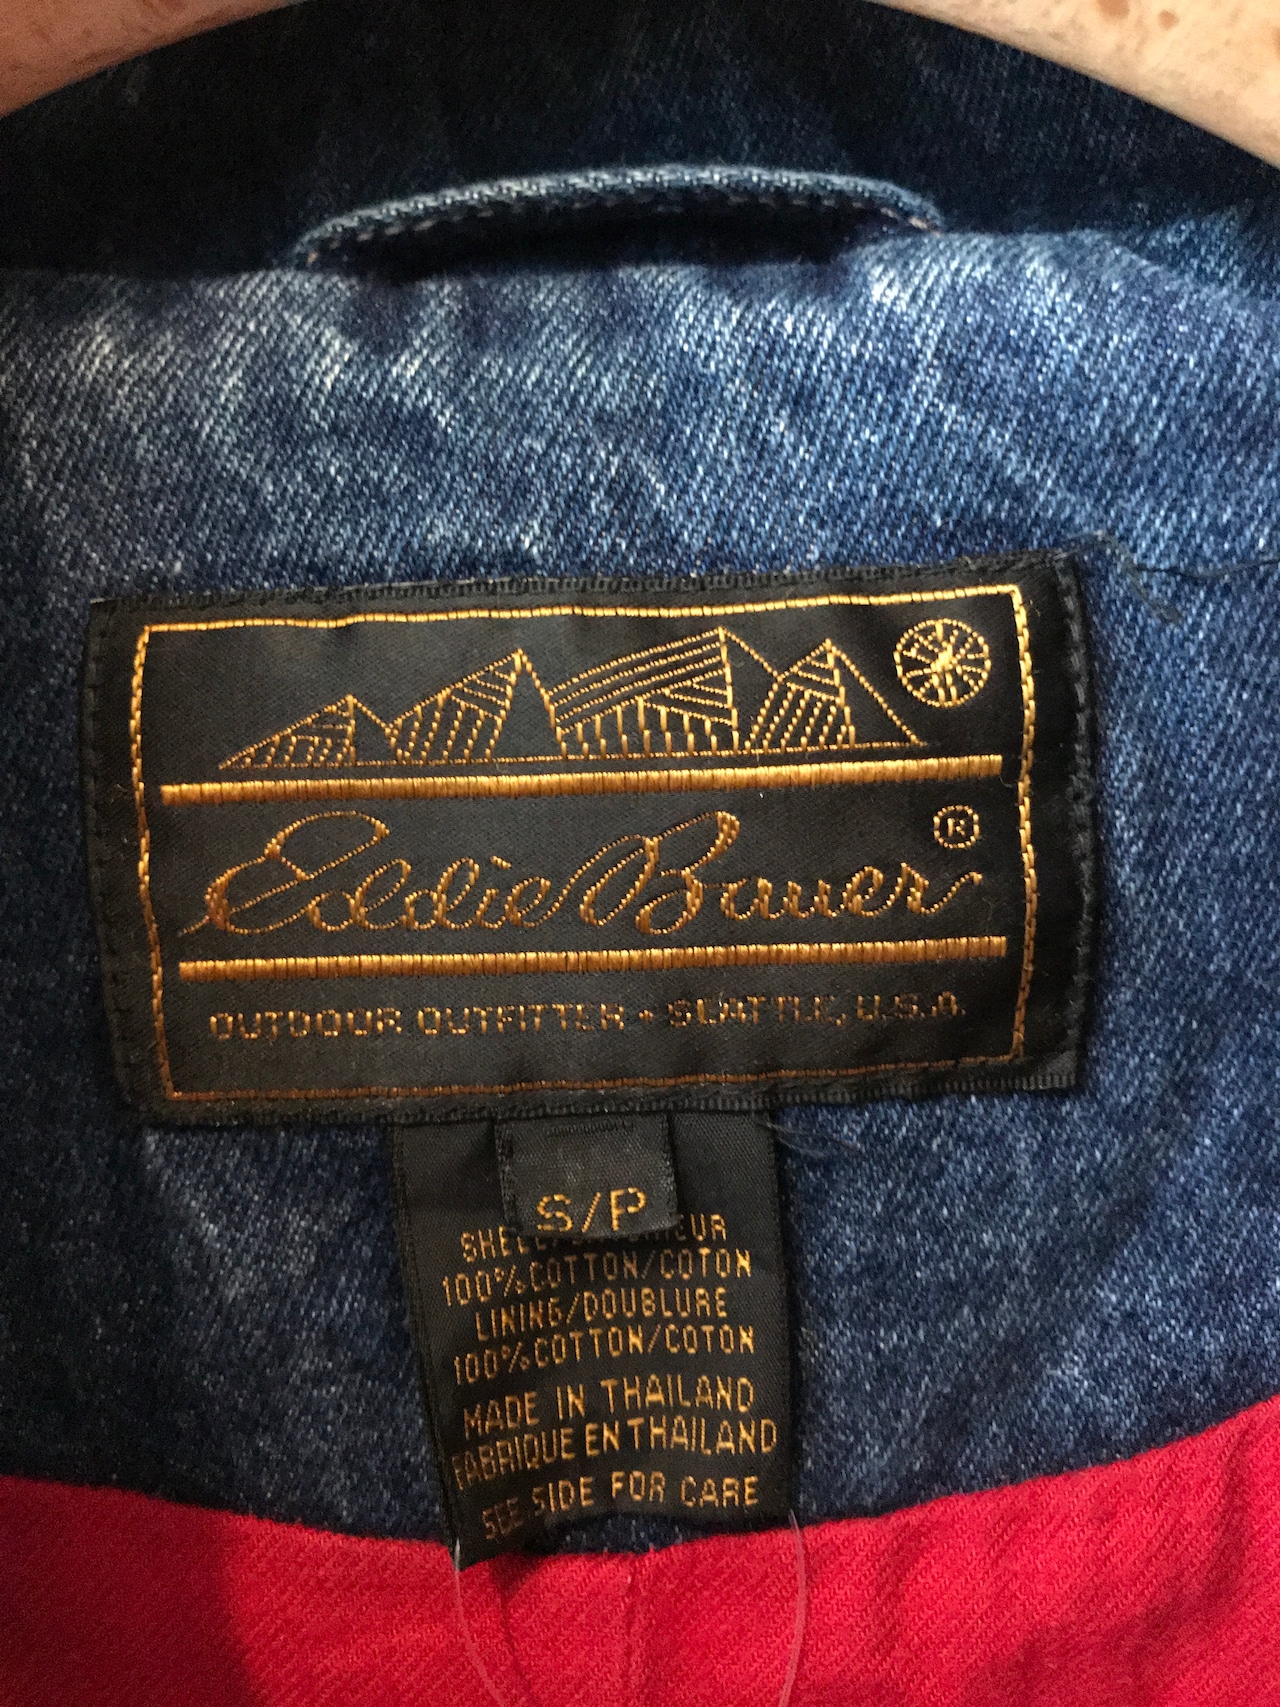 Eddie Bauer®
OUTDOOR OUTFITTER - SEATTLE, U.S.A.
S/P
100% COTTON/COTON
LINING/DOUBLURE
100% COTTON/COTON
MADE IN THAILAND
FABRIQUE EN THAILAND
SEE SIDE FOR CARE